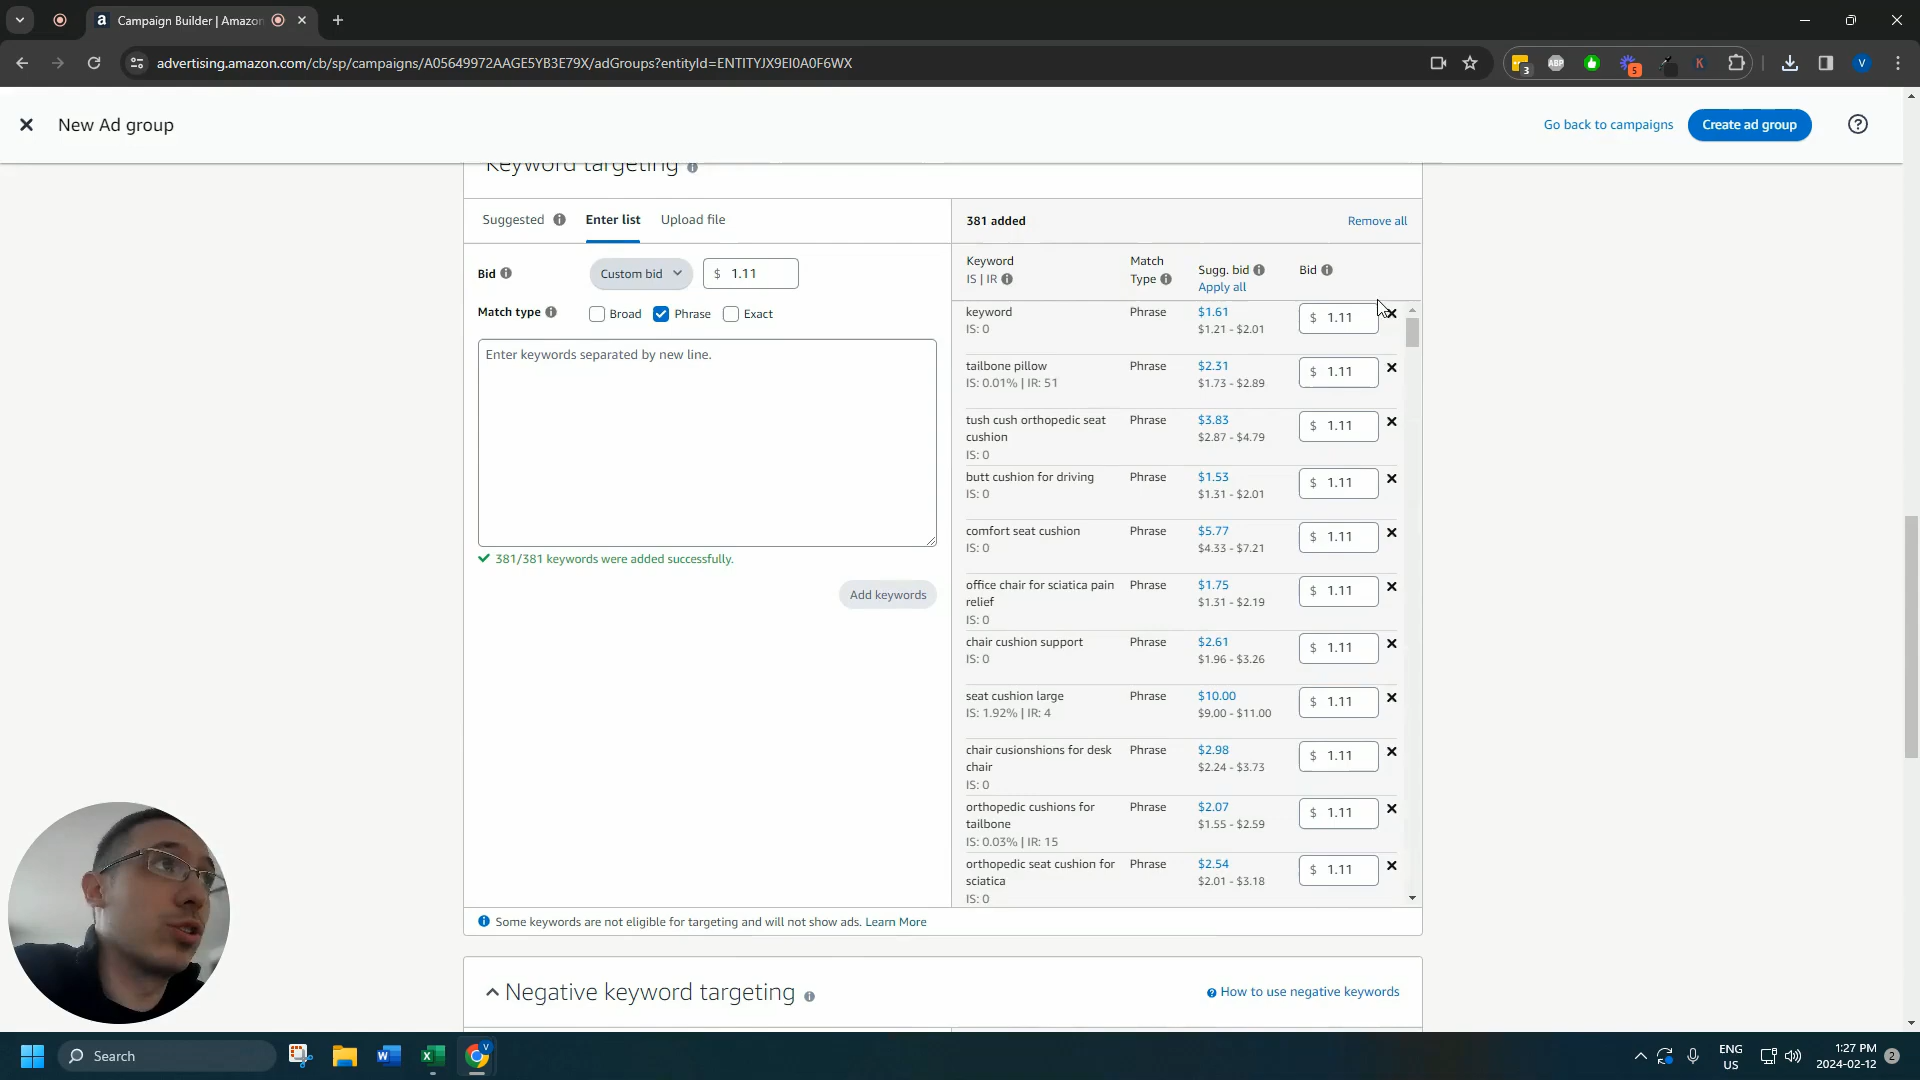 Campaign Builder | Amazon
advertising.amazon.com/cb/sp/campaigns/A05649972AAGE5YB3E79X/adGroups?entityId=ENTITYJX9EI0A0F6WX
3
ABP
5
K
V
New Ad group
Go back to campaigns
Create ad group
Keyword targeting
Suggested
Enter list
Upload file
381 added
Remove all
Bid
Custom bid
$ 1.11
Match type
Broad
Phrase
Exact
Enter keywords separated by new line.
381/381 keywords were added successfully.
Add keywords
Keyword
IS | IR
Match
Type
Sugg. bid
Apply all
Bid
keyword
IS: 0
Phrase
$1.61
$1.21 - $2.01
$ 1.11
tailbone pillow
IS: 0.01% | IR: 51
Phrase
$2.31
$1.73 - $2.89
$ 1.11
tush cush orthopedic seat
cushion
IS: 0
Phrase
$3.83
$2.87 - $4.79
$ 1.11
butt cushion for driving
IS: 0
Phrase
$1.53
$1.31 - $2.01
$ 1.11
comfort seat cushion
IS: 0
Phrase
$5.77
$4.33 - $7.21
$ 1.11
office chair for sciatica pain
relief
IS: 0
Phrase
$1.75
$1.31 - $2.19
$ 1.11
chair cushion support
IS: 0
Phrase
$2.61
$1.96 - $3.26
$ 1.11
seat cushion large
IS: 1.92% | IR: 4
Phrase
$10.00
$9.00 - $11.00
$ 1.11
chair cusionshions for desk
chair
IS: 0
Phrase
$2.98
$2.24 - $3.73
$ 1.11
orthopedic cushions for
tailbone
IS: 0.03% | IR: 15
Phrase
$2.07
$1.55 - $2.59
$ 1.11
orthopedic seat cushion for
sciatica
IS: 0
Phrase
$2.54
$2.01 - $3.18
$ 1.11
Some keywords are not eligible for targeting and will not show ads. Learn More
Negative keyword targeting
How to use negative keywords
Search
ENG
US
1:27 PM
2024-02-12
2